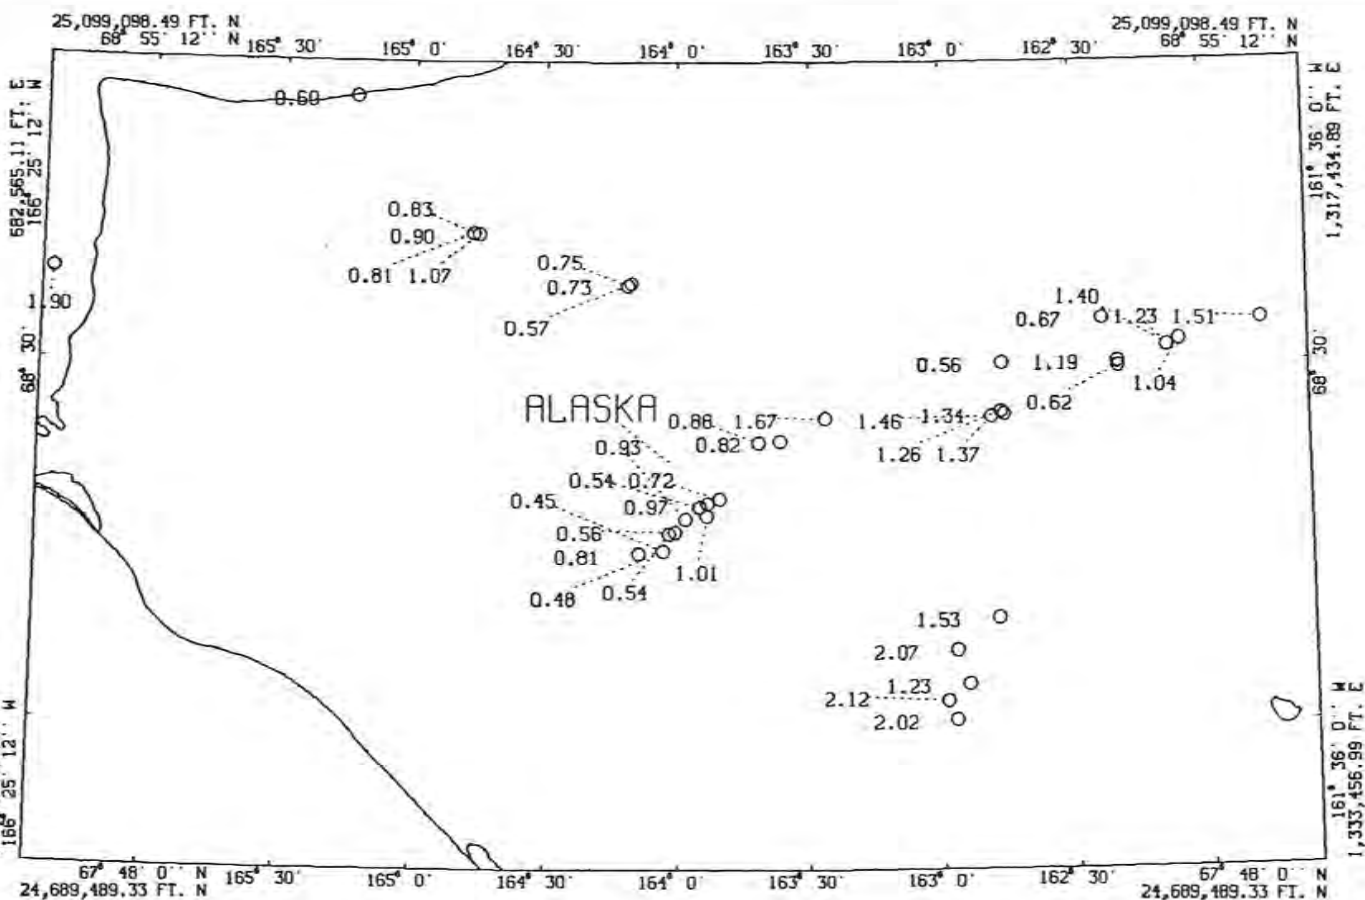 25,099,098.49 FT. N
68° 55' 12'' N
165° 30'
165° 0'
164° 30'
164° 0'
163° 30'
163° 0'
162° 30'
25,099,098.49 FT. N
68° 55' 12'' N
682,565.11 FT. E
166° 25' 12'' W
161° 36' 0'' W
1,317,434.89 FT. E
0.60
0.83
0.90
0.81 1.07
1.90
0.75
0.73
0.57
1.40
0.67 1.23 1.51
68° 30'
68° 30'
0.56 1.19
1.04
0.62
ALASKA
0.88 1.67 1.46 1.34
0.82
1.26 1.37
0.93
0.54 0.72
0.45 0.97
0.56
0.81
1.01
0.48 0.54
1.53
2.07
1.23
2.12
2.02
166° 25' 12'' W
161° 36' 0'' W
1,333,456.99 FT. E
67° 48' 0'' N
24,689,489.33 FT. N
165° 30'
165° 0'
164° 30'
164° 0'
163° 30'
163° 0'
162° 30'
67° 48' 0'' N
24,689,489.33 FT. N